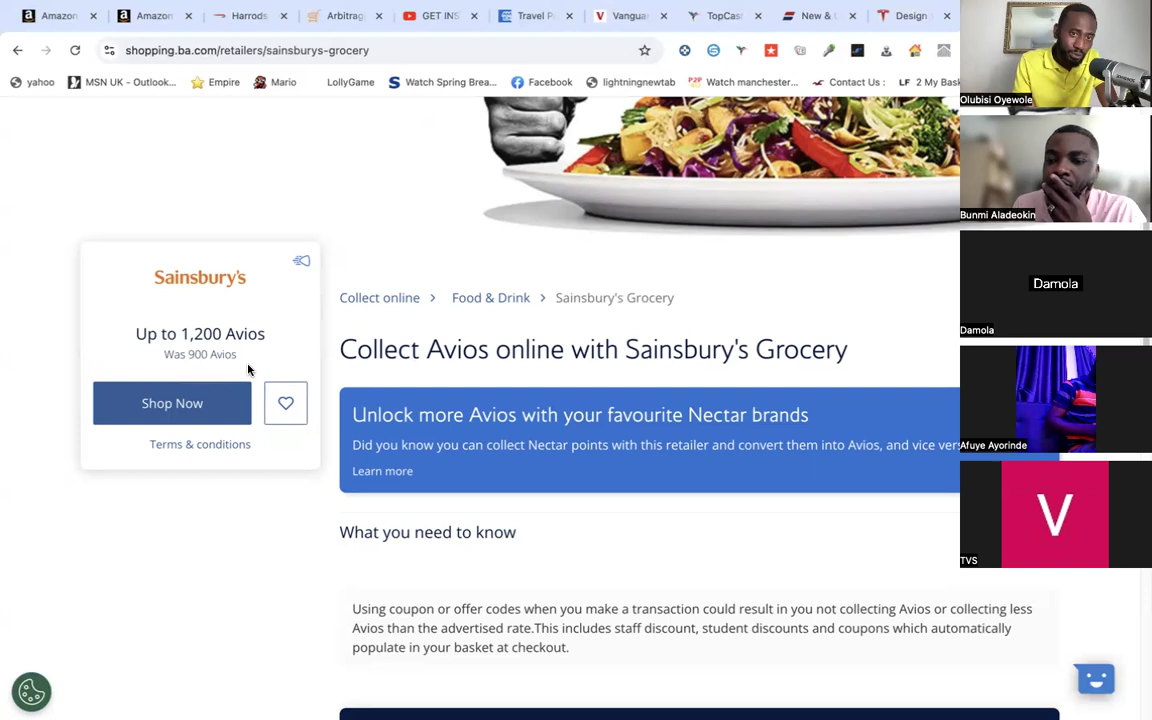 Amazon
Amazon
Harrods
Arbitrag
GET INS
Travel P
Vangua
TopCas
New &
Design
shopping.ba.com/retailers/sainsburys-grocery
yahoo
MSN UK - Outlook...
Empire
Mario
LollyGame
Watch Spring Brea...
Facebook
lightningnewtab
P2P
Watch manchester...
Contact Us :
LF
2 My Bask
Olubisi Oyewole
Bunmi Aladeokin
Damola
Damola
Afuye Ayorinde
V
TVS
Sainsbury's
Up to 1,200 Avios
Was 900 Avios
Shop Now
Terms & conditions
Collect online > Food & Drink > Sainsbury's Grocery
Collect Avios online with Sainsbury's Grocery
Unlock more Avios with your favourite Nectar brands
Did you know you can collect Nectar points with this retailer and convert them into Avios, and vice ver
Learn more
What you need to know
Using coupon or offer codes when you make a transaction could result in you not collecting Avios or collecting less
Avios than the advertised rate.This includes staff discount, student discounts and coupons which automatically
populate in your basket at checkout.